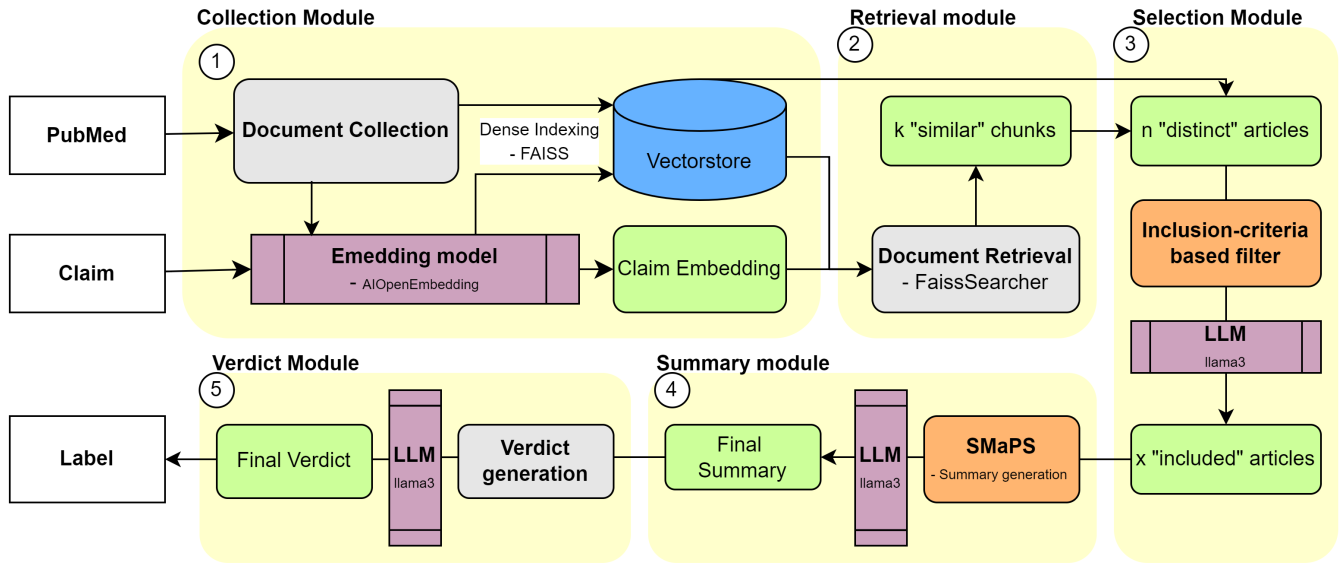 Collection Module
Retrieval module
Selection Module
1
2
3
PubMed
Document Collection
Dense Indexing
- FAISS
Vectorstore
k "similar" chunks
n "distinct" articles
Claim
Emedding model
- AIOpenEmbedding
Claim Embedding
Document Retrieval
- FaissSearcher
Inclusion-criteria
based filter
LLM
llama3
Verdict Module
Summary module
5
4
Label
Final Verdict
LLM
llama3
Verdict
generation
Final
Summary
LLM
llama3
SMaPS
- Summary generation
x "included" articles